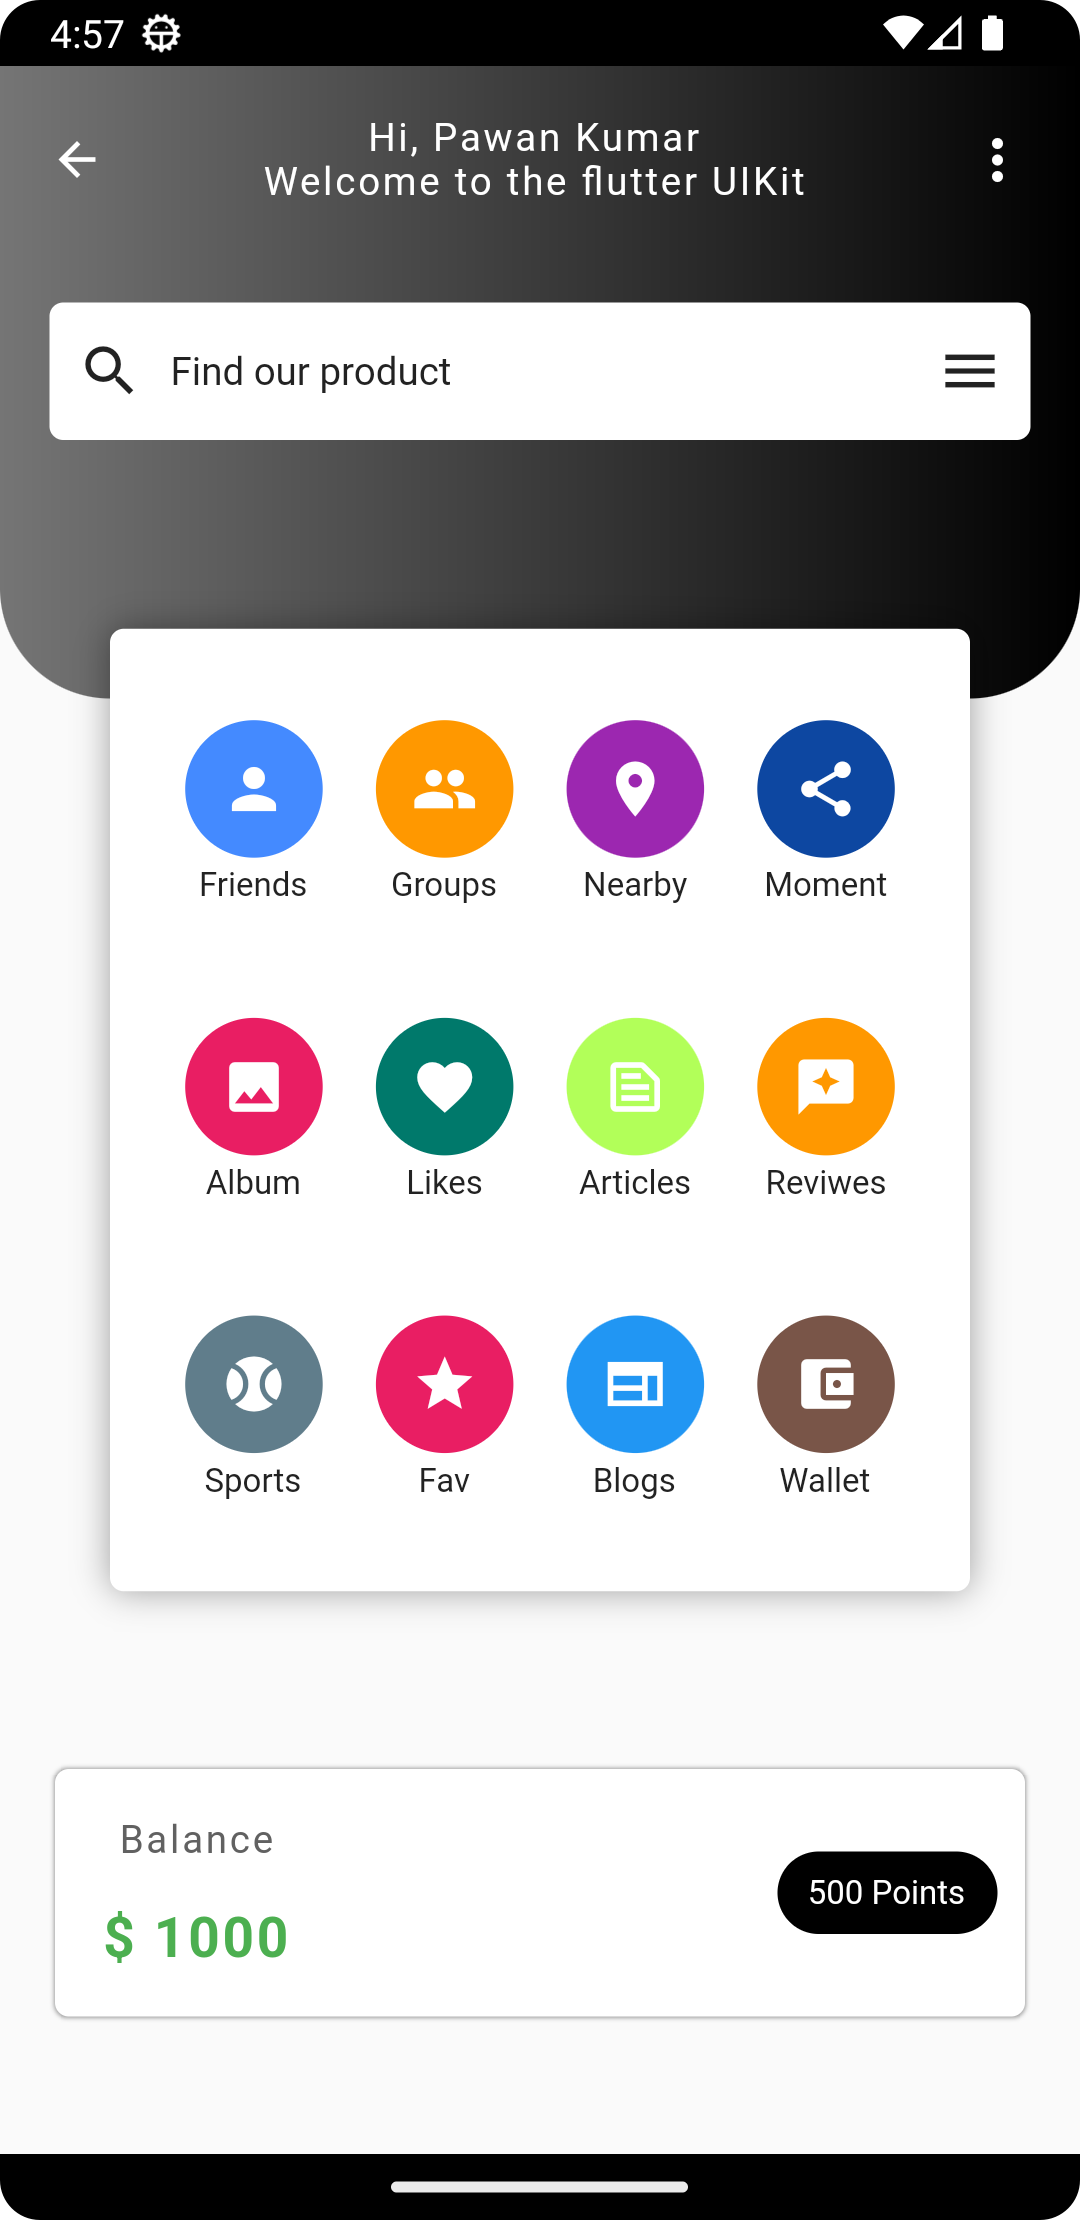 4:57
Hi, Pawan Kumar
Welcome to the flutter UIKit
Find our product
Friends Groups Nearby Moment
Album Likes Articles Reviwes
Sports Fav Blogs Wallet
Balance
500 Points
$ 1000